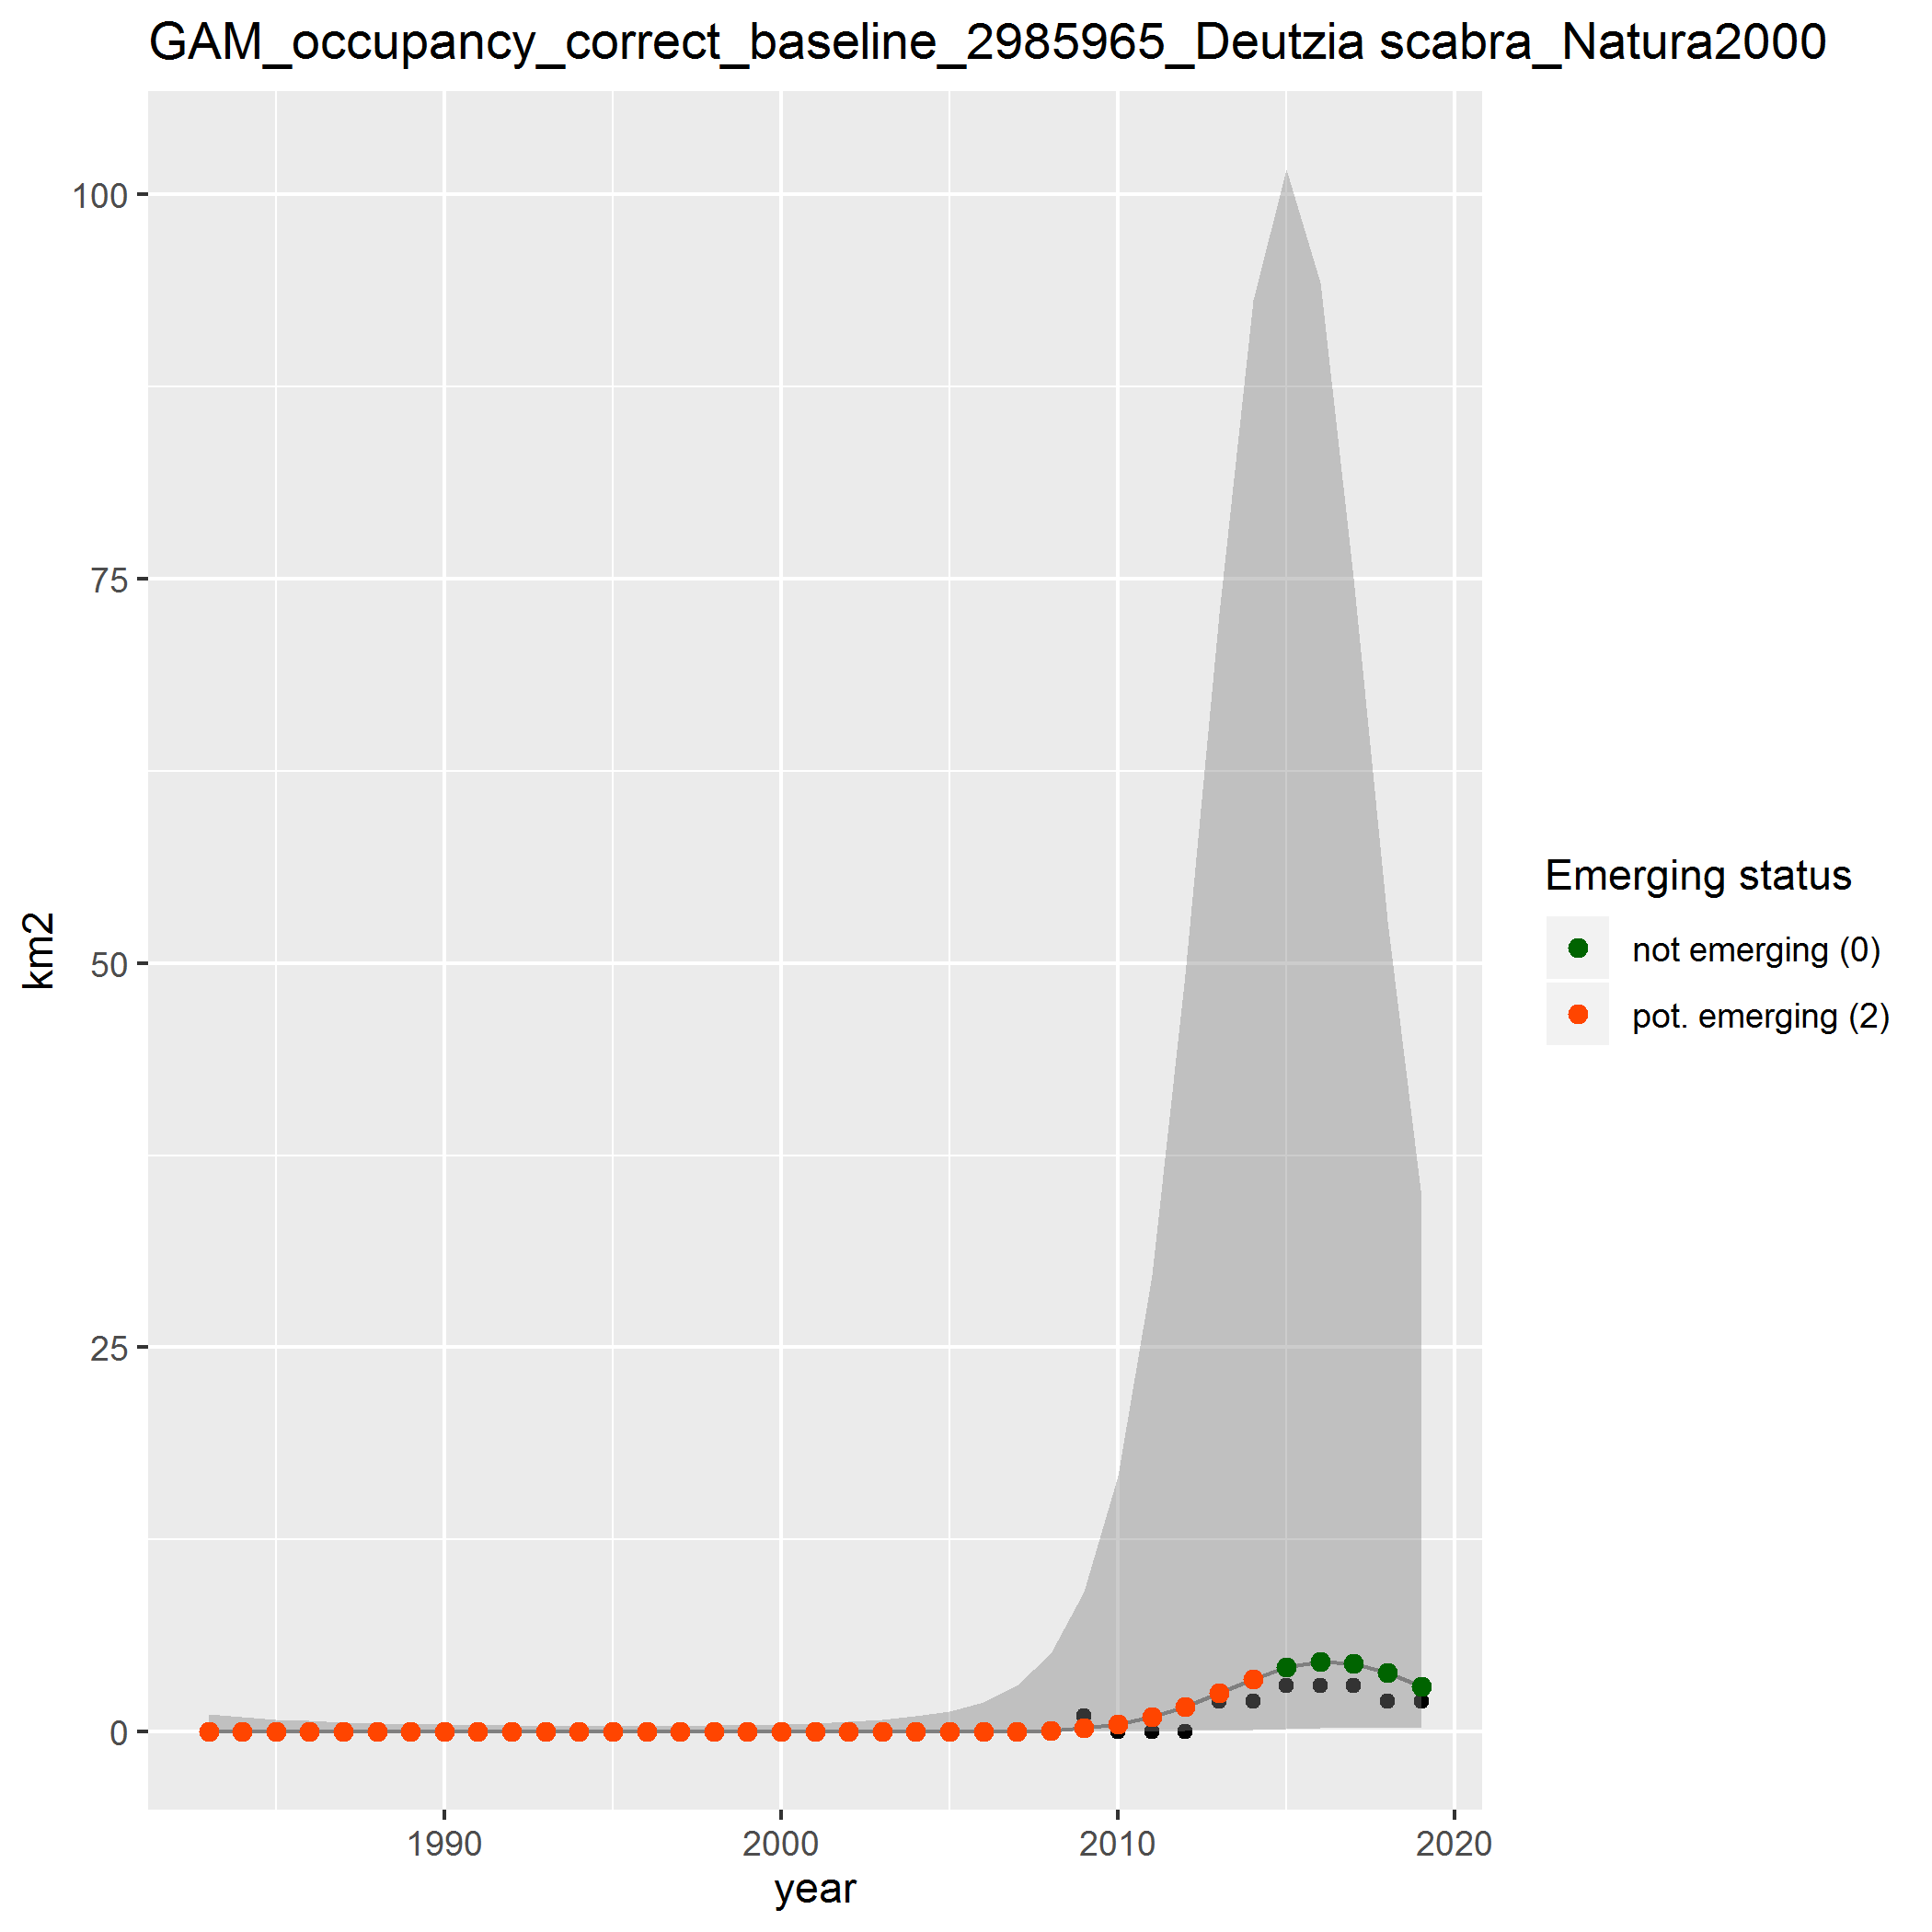 GAM_occupancy_correct_baseline_2985965_Deutzia scabra_Natura2000
100
75
50
25
0
km2
1990
2000
2010
2020
year
Emerging status
not emerging (0)
pot. emerging (2)